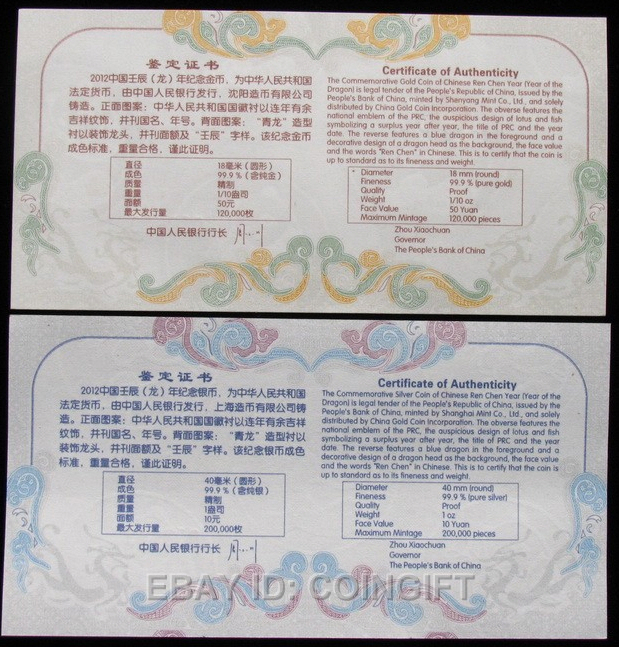 鉴定证书
2012中国壬辰（龙）年纪念金币，为中华人民共和国
法定货币，由中国人民银行发行，沈阳造币有限公司
铸造。正面图案：中华人民共和国国徽衬以连年有余
吉祥纹饰，并刊国名、年号。背面图案："青龙"造型
衬以装饰龙头，并刊面额及"壬辰"字样。该纪念金币
成色标准，重量合格，谨此证明。
直径 18毫米（圆形）
成色 99.9%（含纯金）
质量 精制
重量 1/10盎司
面额 50元
最大发行量 120,000枚
中国人民银行行长
Certificate of Authenticity
The Commemorative Gold Coin of Chinese Ren Chen Year (Year of the
Dragon) is legal tender of the People's Republic of China, issued by the
People's Bank of China, minted by Shenyang Mint Co., Ltd., and solely
distributed by China Gold Coin Incorporation. The obverse features the
national emblem of the PRC, the auspicious design of lotus and fish
symbolizing a surplus year after year, the title of PRC and the year
date. The reverse features a blue dragon in the foreground and a
decorative design of a dragon head as the background, the face value
and the words "Ren Chen" in Chinese. This is to certify that the coin is
up to standard as to its fineness and weight.
Diameter 18 mm (round)
Fineness 99.9 % (pure gold)
Quality Proof
Weight 1/10 oz
Face Value 50 Yuan
Maximum Mintage 120,000 pieces
Zhou Xiaochuan
Governor
The People's Bank of China
鉴定证书
2012中国壬辰（龙）年纪念银币，为中华人民共和国
法定货币，由中国人民银行发行，上海造币有限公司铸
造。正面图案：中华人民共和国国徽衬以连年有余吉祥
纹饰，并刊国名、年号。背面图案："青龙"造型衬以
装饰龙头，并刊面额及"壬辰"字样。该纪念银币成色
标准，重量合格，谨此证明。
直径 40毫米（圆形）
成色 99.9%（含纯银）
质量 精制
重量 1盎司
面额 10元
最大发行量 200,000枚
中国人民银行行长
Certificate of Authenticity
The Commemorative Silver Coin of Chinese Ren Chen Year (Year of the
Dragon) is legal tender of the People's Republic of China, issued by the
People's Bank of China, minted by Shanghai Mint Co., Ltd., and solely
distributed by China Gold Coin Incorporation. The obverse features the
national emblem of the PRC, the auspicious design of lotus and fish
symbolizing a surplus year after year, the title of PRC and the year
date. The reverse features a blue dragon in the foreground and a
decorative design of a dragon head as the background, the face value
and the words "Ren Chen" in Chinese. This is to certify that the coin is
up to standard as to its fineness and weight.
Diameter 40 mm (round)
Fineness 99.9 % (pure silver)
Quality Proof
Weight 1 oz
Face Value 10 Yuan
Maximum Mintage 200,000 pieces
Zhou Xiaochuan
Governor
The People's Bank of China
EBAY ID: COINGIFT